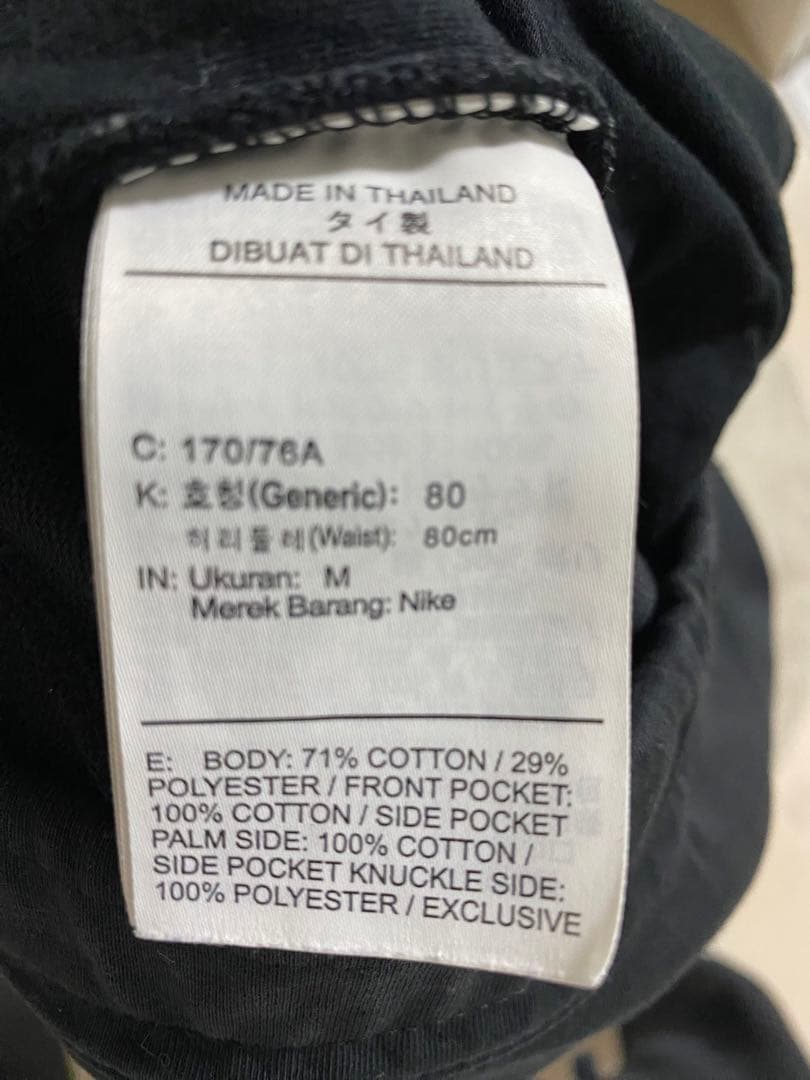 MADE IN THAILAND
タイ製
DIBUAT DI THAILAND
C: 170/76A
K: 호칭(Generic): 80
허리둘레(Waist): 80cm
IN: Ukuran: M
Merek Barang: Nike
E: BODY: 71% COTTON / 29%
POLYESTER / FRONT POCKET:
100% COTTON / SIDE POCKET
PALM SIDE: 100% COTTON /
SIDE POCKET KNUCKLE SIDE:
100% POLYESTER / EXCLUSIVE